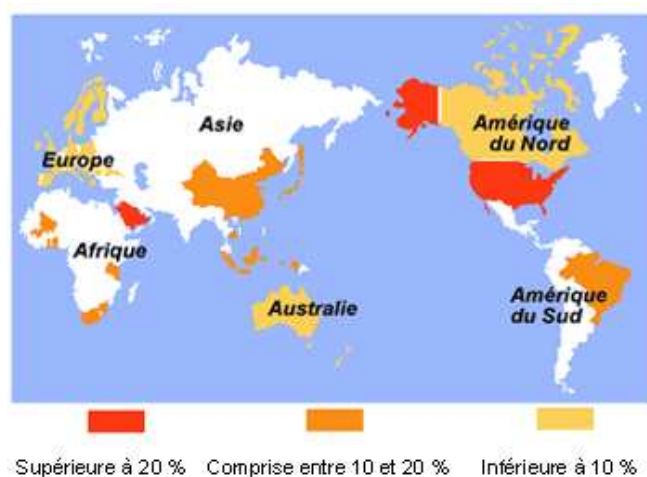 Asie
Europe
Amérique
du Nord
Afrique
Australie
Amérique
du Sud
Supérieure à 20 %
Comprise entre 10 et 20 %
Inférieure à 10 %